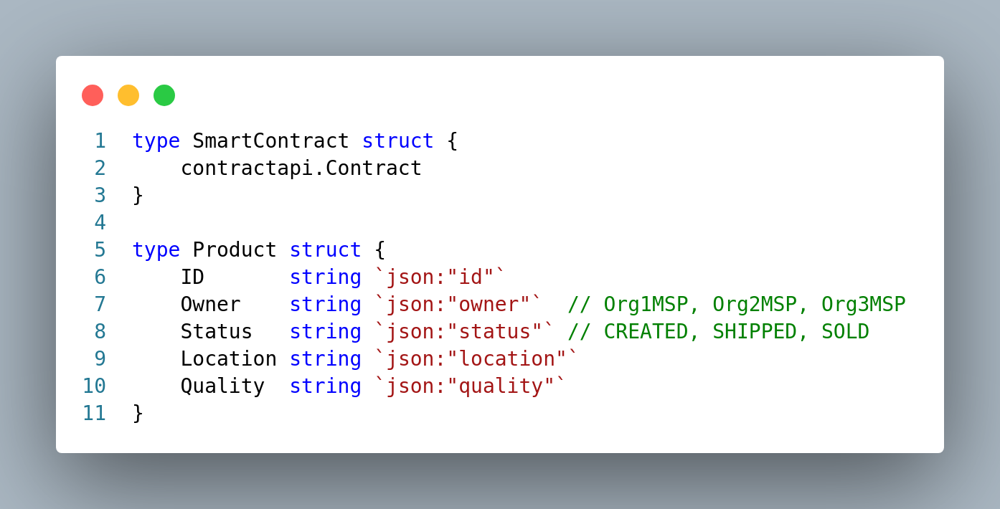 1 type SmartContract struct {
2     contractapi.Contract
3 }
4
5 type Product struct {
6     ID       string `json:"id"`
7     Owner    string `json:"owner"`  // Org1MSP, Org2MSP, Org3MSP
8     Status   string `json:"status"` // CREATED, SHIPPED, SOLD
9     Location string `json:"location"`
10     Quality  string `json:"quality"`
11 }